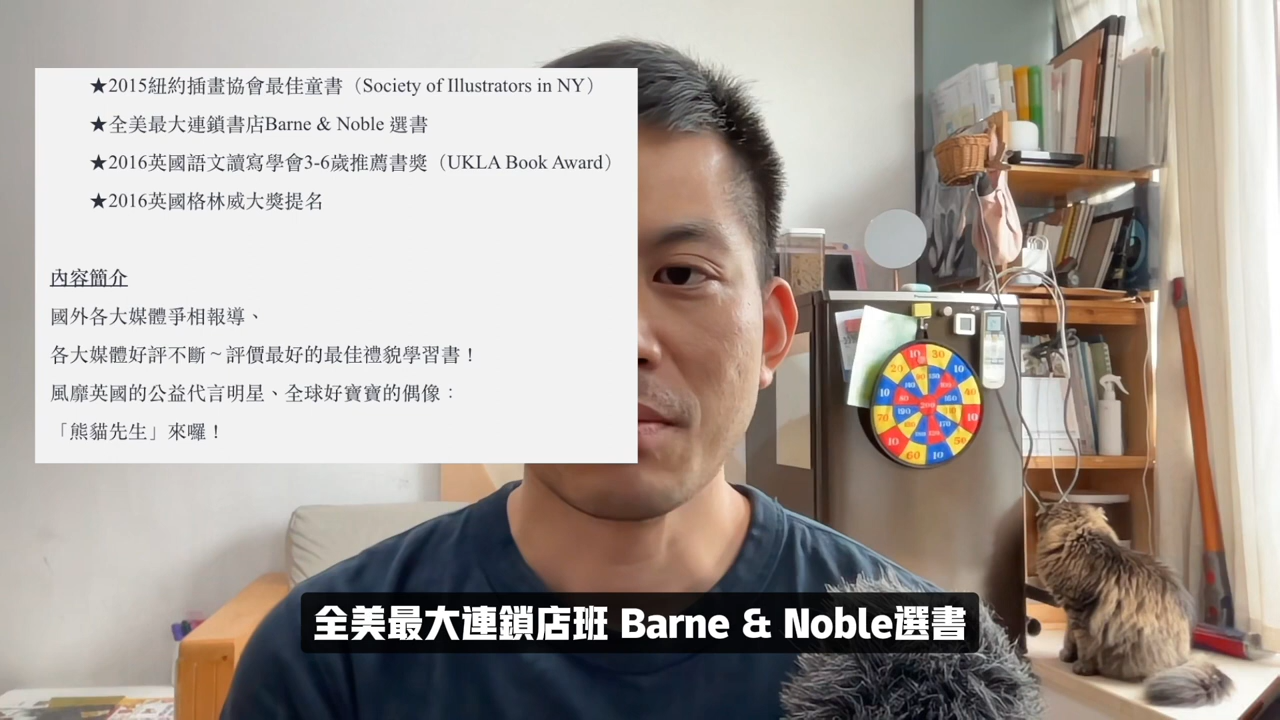 ★2015紐約插畫協會最佳童書（Society of Illustrators in NY）
★全美最大連鎖書店Barne & Noble 選書
★2016英國語文讀寫學會3-6歲推薦書獎（UKLA Book Award）
★2016英國格林威大獎提名
內容簡介
國外各大媒體爭相報導、
各大媒體好評不斷～評價最好的最佳禮貌學習書！
風靡英國的公益代言明星、全球好寶寶的偶像：
「熊貓先生」來囉！
全美最大連鎖店班 Barne & Noble選書